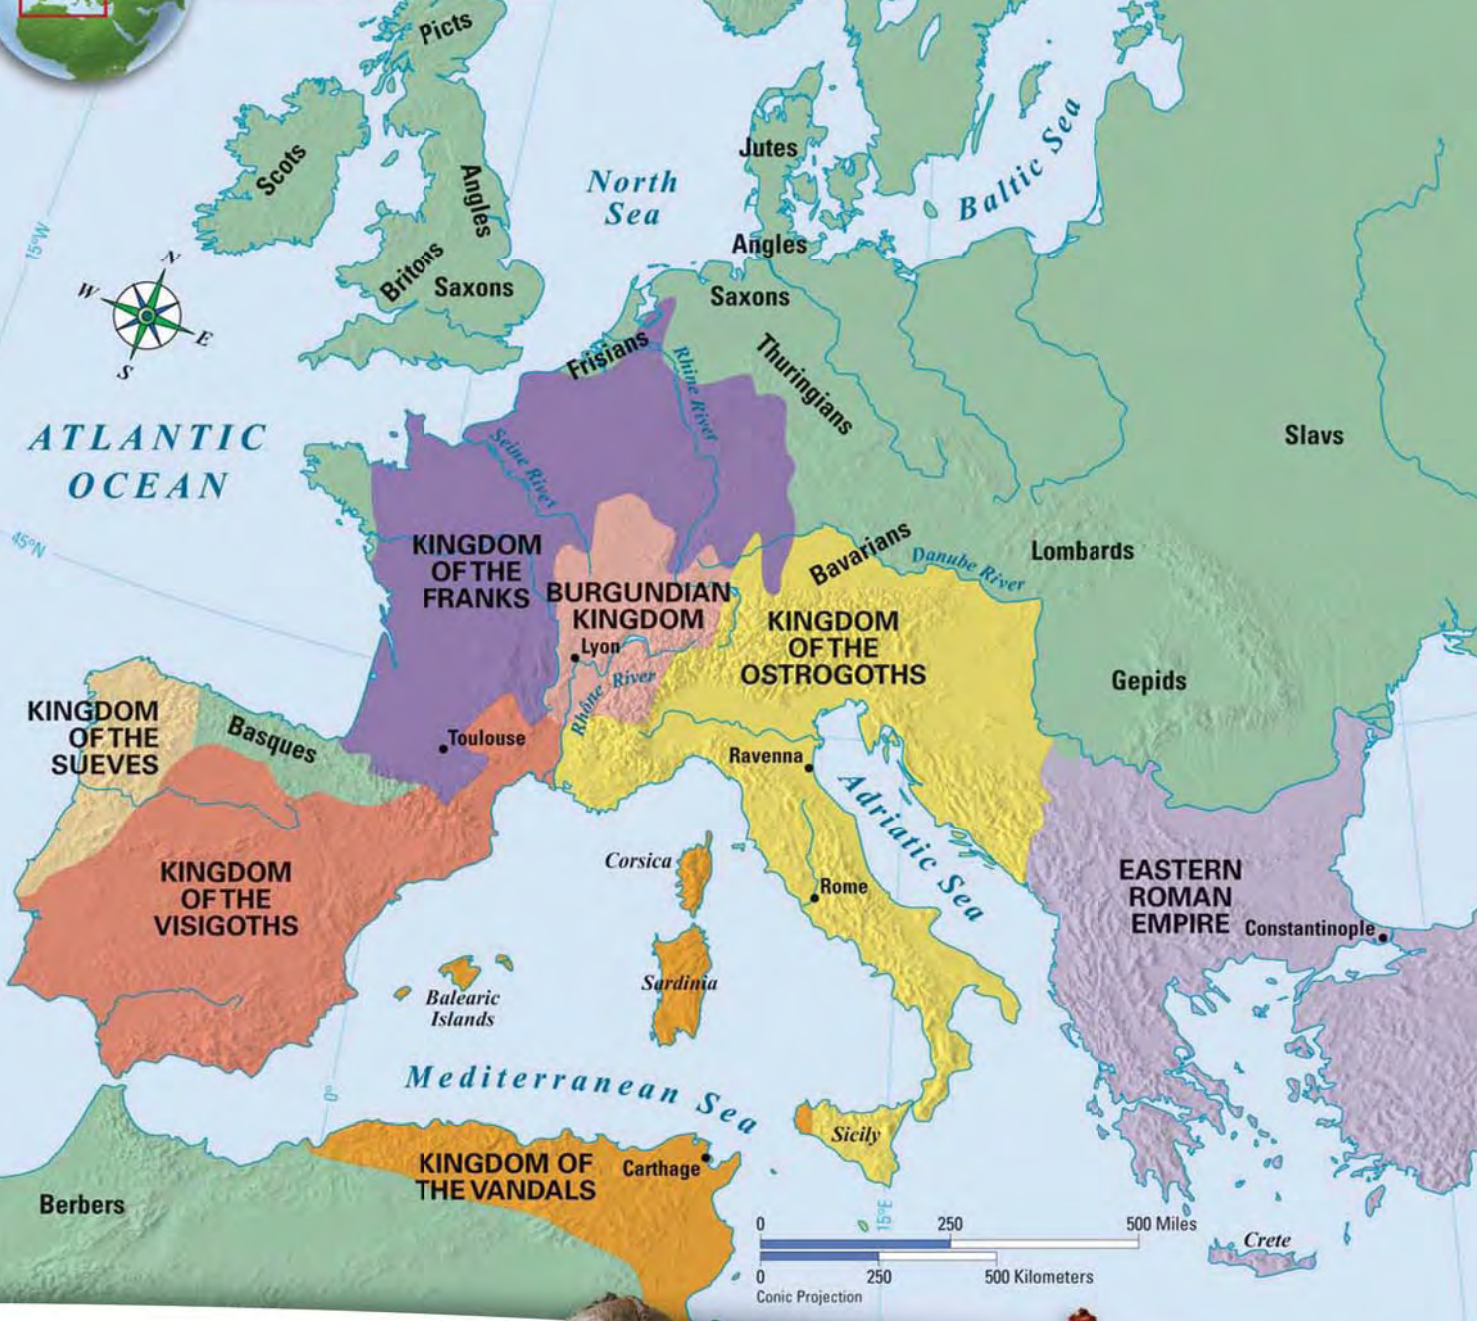 Picts
Scots
Angles
Britons
Saxons
North
Sea
Jutes
Angles
Saxons
Baltic Sea
15°W
N
W
E
S
Frisians
Rhine River
Thuringians
ATLANTIC
OCEAN
Seine River
Slavs
45°N
KINGDOM
OF THE
FRANKS
BURGUNDIAN
KINGDOM
Lyon
Rhône River
Bavarians
Danube River
Lombards
KINGDOM
OF THE
OSTROGOTHS
Gepids
KINGDOM
OF THE
SUEVES
Basques
Toulouse
Ravenna
Adriatic Sea
KINGDOM
OF THE
VISIGOTHS
Corsica
Rome
EASTERN
ROMAN
EMPIRE
Constantinople
Balearic
Islands
Sardinia
Mediterranean Sea
0°
Sicily
KINGDOM OF
THE VANDALS
Carthage
Berbers
15°E
Crete
0 250 500 Miles
0 250 500 Kilometers
Conic Projection